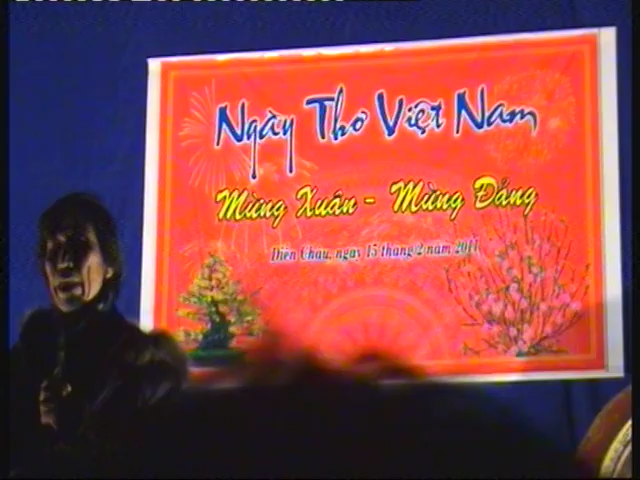 Ngày Thơ Việt Nam
Mừng Xuân - Mừng Đảng
Diễn Châu, ngày 15 tháng 2 năm 2011